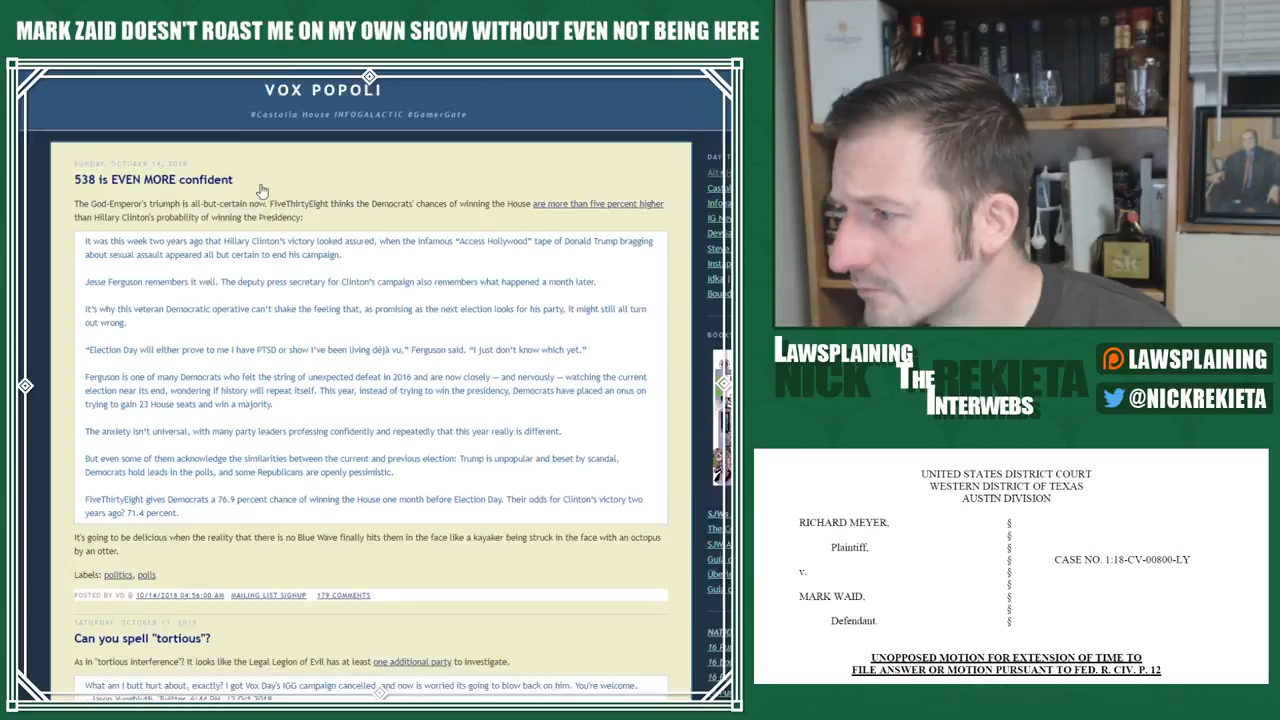 MARK ZAID DOESN'T ROAST ME ON MY OWN SHOW WITHOUT EVEN NOT BEING HERE
VOX POPOLI
#Castalia House INFOGALACTIC #GamerGate
SUNDAY, OCTOBER 14, 2018
538 is EVEN MORE confident
The God-Emperor's triumph is all-but-certain now. FiveThirtyEight thinks the Democrats' chances of winning the House are more than five percent higher
than Hillary Clinton's probability of winning the Presidency:
It was this week two years ago that Hillary Clinton's victory looked assured, when the infamous “Access Hollywood” tape of Donald Trump bragging
about sexual assault appeared all but certain to end his campaign.
Jesse Ferguson remembers it well. The deputy press secretary for Clinton's campaign also remembers what happened a month later.
It's why this veteran Democratic operative can't shake the feeling that, as promising as the next election looks for his party, it might still all turn
out wrong.
“Election Day will either prove to me I have PTSD or show I've been living déjà vu,” Ferguson said. “I just don't know which yet.”
Ferguson is one of many Democrats who felt the string of unexpected defeat in 2016 and are now closely — and nervously — watching the current
election near its end, wondering if history will repeat itself. This year, instead of trying to win the presidency, Democrats have placed an onus on
trying to gain 23 House seats and win a majority.
The anxiety isn't universal, with many party leaders professing confidently and repeatedly that this year really is different.
But even some of them acknowledge the similarities between the current and previous election: Trump is unpopular and beset by scandal,
Democrats hold leads in the polls, and some Republicans are openly pessimistic.
FiveThirtyEight gives Democrats a 76.9 percent chance of winning the House one month before Election Day. Their odds for Clinton's victory two
years ago? 71.4 percent.
It's going to be delicious when the reality that there is no Blue Wave finally hits them in the face like a kayaker being struck in the face with an octopus
by an otter.
Labels: politics, polls
POSTED BY VD @ 10/14/2018 04:56:00 AM MAILING LIST SIGNUP 179 COMMENTS
Can you spell "tortious"?
As in "tortious interference"? It looks like the Legal Legion of Evil has at least one additional party to investigate.
What am I butt hurt about, exactly? I got Vox Day's IGG campaign cancelled and now is worried its going to blow back on him. You're welcome.
LAWSPLAINING
THE
INTERWEBS
NICK REKIETA
LAWSPLAINING
@NICKREKIETA
UNITED STATES DISTRICT COURT
WESTERN DISTRICT OF TEXAS
AUSTIN DIVISION
RICHARD MEYER,
Plaintiff,
v.
MARK WAID,
Defendant.
§
§
§
§
§
§
§
§
§
CASE NO. 1:18-CV-00800-LY
UNOPPOSED MOTION FOR EXTENSION OF TIME TO
FILE ANSWER OR MOTION PURSUANT TO FED. R. CIV. P. 12